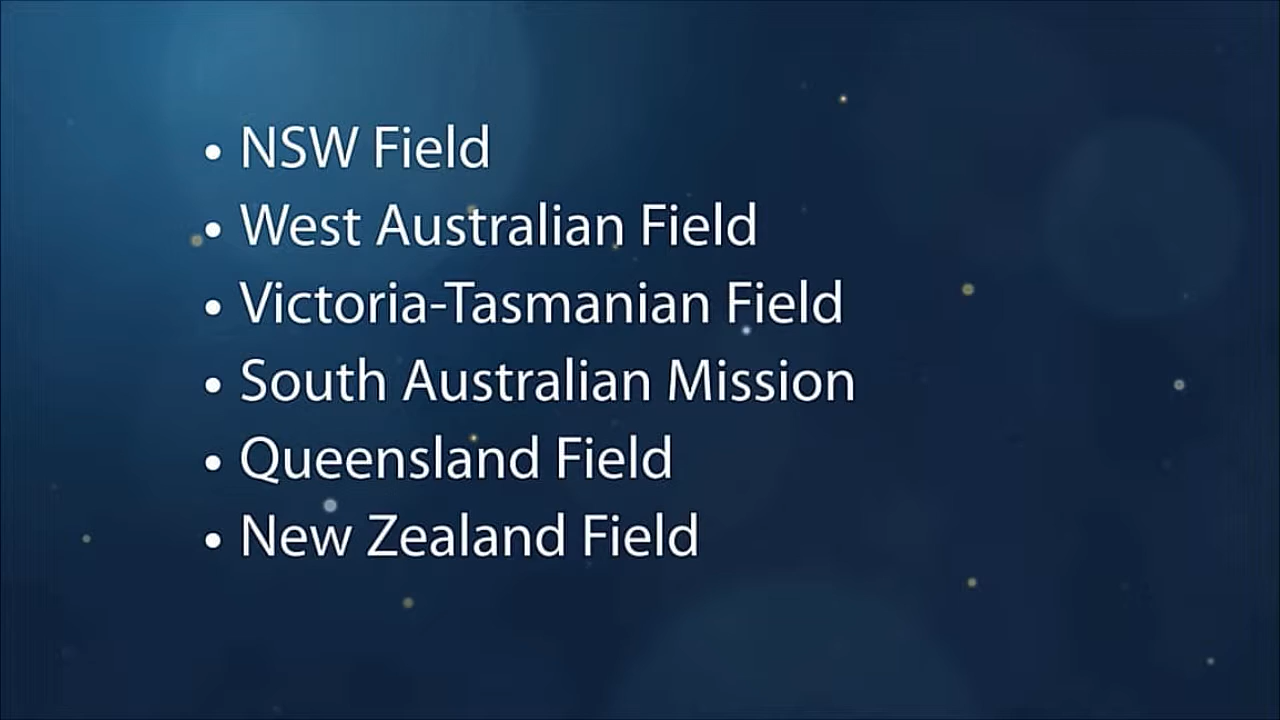 • NSW Field
• West Australian Field
• Victoria-Tasmanian Field
• South Australian Mission
• Queensland Field
• New Zealand Field